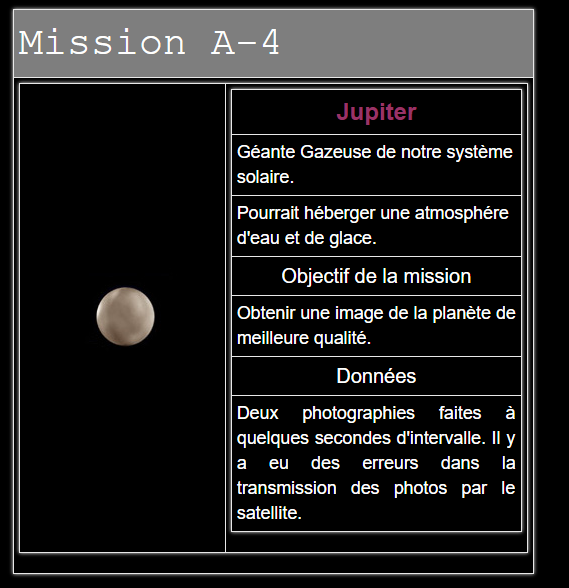 Mission A-4
Jupiter
Géante Gazeuse de notre système
solaire.
Pourrait héberger une atmosphére
d'eau et de glace.
Objectif de la mission
Obtenir une image de la planète de
meilleure qualité.
Données
Deux photographies faites à
quelques secondes d'intervalle. Il y
a eu des erreurs dans la
transmission des photos par le
satellite.